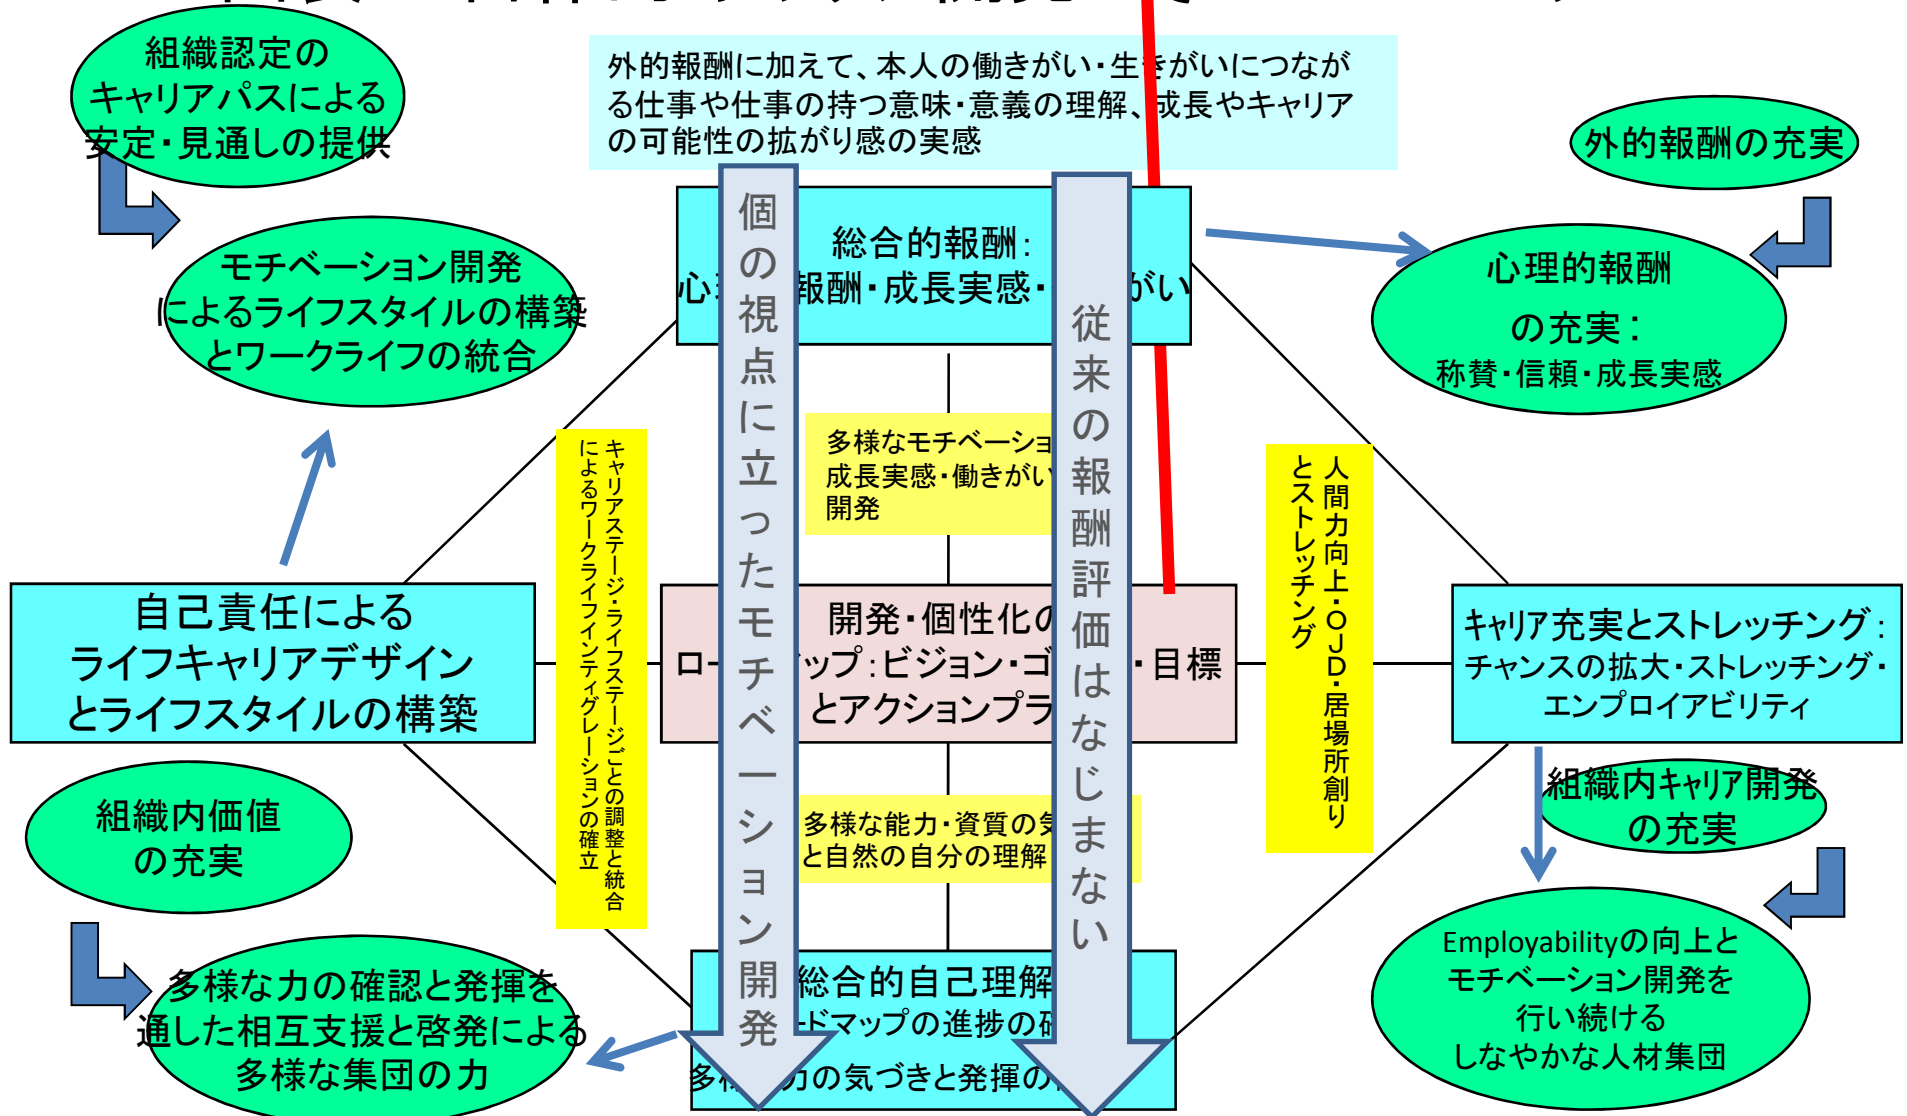 組織認定の
キャリアパスによる
安定・見通しの提供
外的報酬に加えて、本人の働きがい・生きがいにつなが
る仕事や仕事の持つ意味・意義の理解、成長やキャリア
の可能性の拡がり感の実感
外的報酬の充実
モチベーション開発
によるライフスタイルの構築
とワークライフの統合
総合的報酬:
報酬・成長実感・
がい
心理的報酬
の充実:
称賛・信頼・成長実感
個の視点に立ったモチベーション開発
従来の報酬評価はなじまない
多様なモチベーショ
成長実感・働きがい
開発
キャリアステージ・ライフステージごとの調整と統合
によるワークライフインティグレーションの確立
人間力向上・OJD・居場所創り
とストレッチング
自己責任による
ライフキャリアデザイン
とライフスタイルの構築
開発・個性化の
ップ:ビジョン・ゴ
・目標
とアクションプラ
キャリア充実とストレッチング:
チャンスの拡大・ストレッチング・
エンプロイアビリティ
組織内価値
の充実
多様な能力・資質の気
と自然の自分の理解
組織内キャリア開発
の充実
多様な力の確認と発揮を
通した相互支援と啓発による
多様な集団の力
総合的自己理解
ードマップの進捗の確
力の気づきと発揮の
Employabilityの向上と
モチベーション開発を
行い続ける
しなやかな人材集団